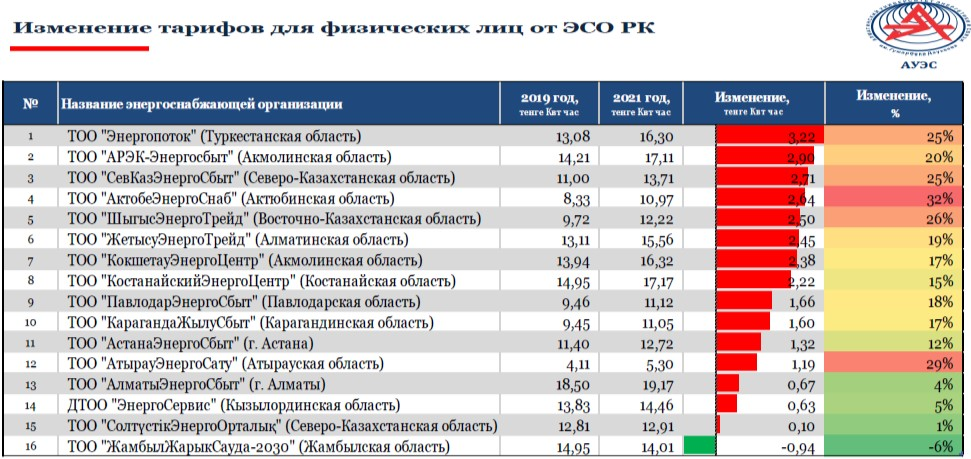 Изменение тарифов для физических лиц от ЭСО РК
АУЭС
№ Название энергоснабжающей организации 2019 год, тенге Квт час 2021 год, тенге Квт час Изменение, тенге Квт час Изменение, %
1 ТОО "Энергопоток" (Туркестанская область) 13,08 16,30 3,22 25%
2 ТОО "АРЭК-Энергосбыт" (Акмолинская область) 14,21 17,11 2,90 20%
3 ТОО "СевКазЭнергоСбыт" (Северо-Казахстанская область) 11,00 13,71 2,71 25%
4 ТОО "АктобеЭнергоСнаб" (Актюбинская область) 8,33 10,97 2,64 32%
5 ТОО "ШыгысЭнергоТрейд" (Восточно-Казахстанская область) 9,72 12,22 2,50 26%
6 ТОО "ЖетысуЭнергоТрейд" (Алматинская область) 13,11 15,56 2,45 19%
7 ТОО "КокшетауЭнергоЦентр" (Акмолинская область) 13,94 16,32 2,38 17%
8 ТОО "КостанайскийЭнергоЦентр" (Костанайская область) 14,95 17,17 2,22 15%
9 ТОО "ПавлодарЭнергоСбыт" (Павлодарская область) 9,46 11,12 1,66 18%
10 ТОО "КарагандаЖылуСбыт" (Карагандинская область) 9,45 11,05 1,60 17%
11 ТОО "АстанаЭнергоСбыт" (г. Астана) 11,40 12,72 1,32 12%
12 ТОО "АтырауЭнергоСату" (Атырауская область) 4,11 5,30 1,19 29%
13 ТОО "АлматыЭнергоСбыт" (г. Алматы) 18,50 19,17 0,67 4%
14 ДТОО "ЭнергоСервис" (Кызылординская область) 13,83 14,46 0,63 5%
15 ТОО "СолтүстікЭнергоОрталық" (Северо-Казахстанская область) 12,81 12,91 0,10 1%
16 ТОО "ЖамбылЖарыкСауда-2030" (Жамбылская область) 14,95 14,01 -0,94 -6%